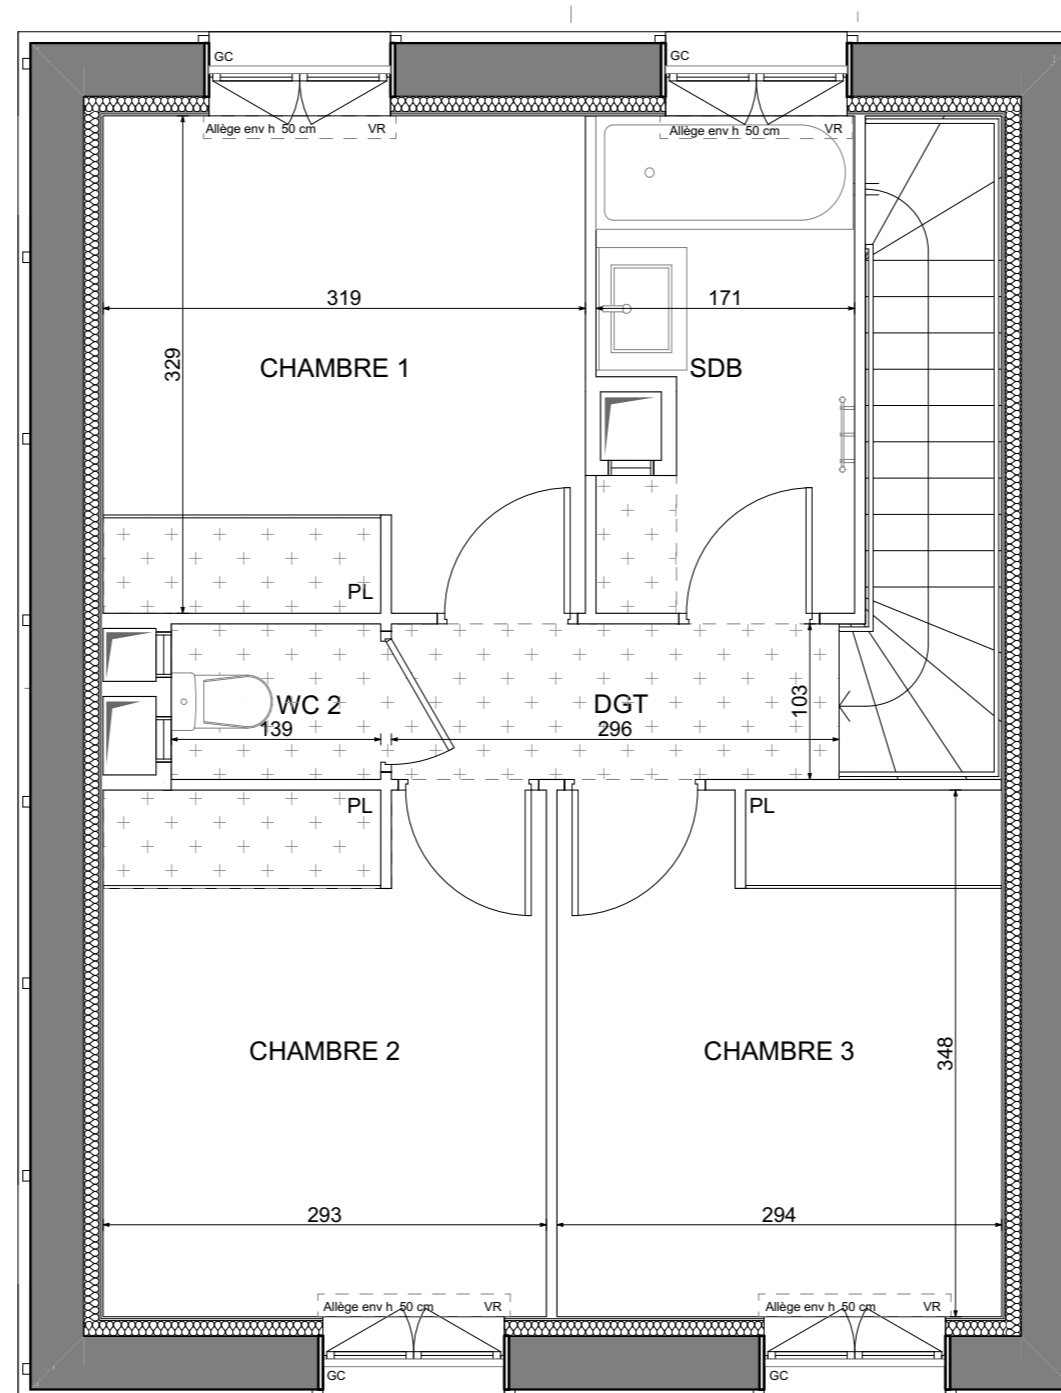 GC
GC
Allège env h 50 cm
VR
Allège env h 50 cm
VR
319
171
329
CHAMBRE 1
SDB
PL
WC 2
DGT
103
139
296
PL
PL
CHAMBRE 2
CHAMBRE 3
348
293
294
Allège env h 50 cm
VR
Allège env h 50 cm
VR
GC
GC